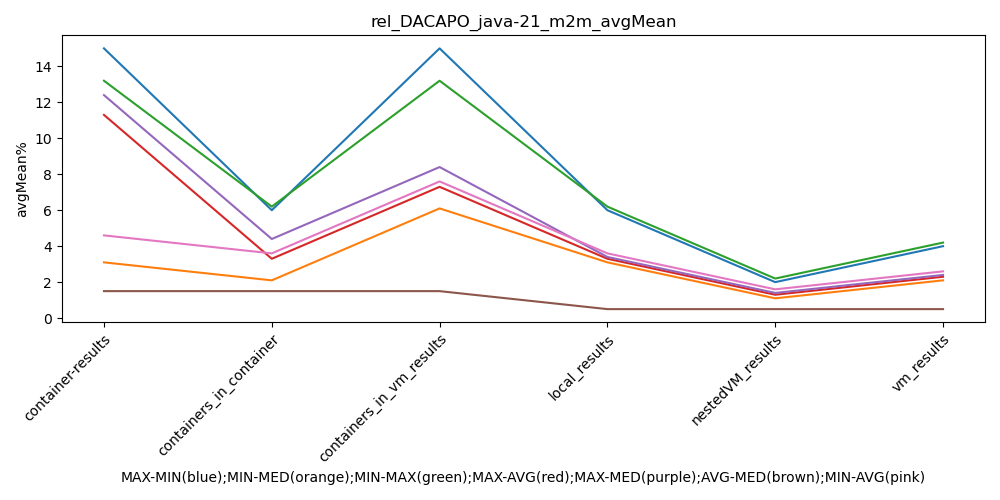 rel_DACAPO_java-21_m2m_avgMean
avgMean%
14
12
10
8
6
4
2
0
container-results
containers_in_container
containers_in_vm_results
local_results
nestedVM_results
vm_results
MAX-MIN(blue);MIN-MED(orange);MIN-MAX(green);MAX-AVG(red);MAX-MED(purple);AVG-MED(brown);MIN-AVG(pink)